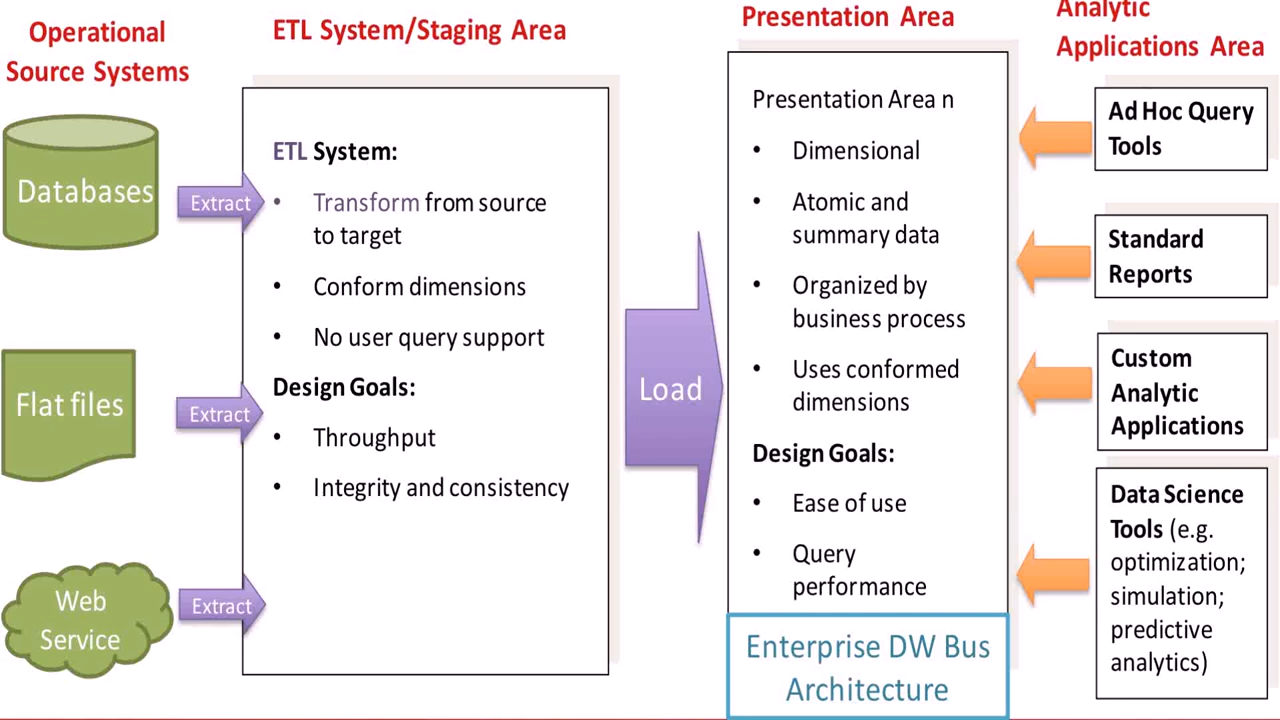 Operational
Source Systems
Databases
Flat files
Web
Service
Extract
Extract
Extract
ETL System/Staging Area
ETL System:
• Transform from source
to target
• Conform dimensions
• No user query support
Design Goals:
• Throughput
• Integrity and consistency
Load
Presentation Area
Presentation Area n
• Dimensional
• Atomic and
summary data
• Organized by
business process
• Uses conformed
dimensions
Design Goals:
• Ease of use
• Query
performance
Enterprise DW Bus
Architecture
Analytic
Applications Area
Ad Hoc Query
Tools
Standard
Reports
Custom
Analytic
Applications
Data Science
Tools (e.g.
optimization;
simulation;
predictive
analytics)